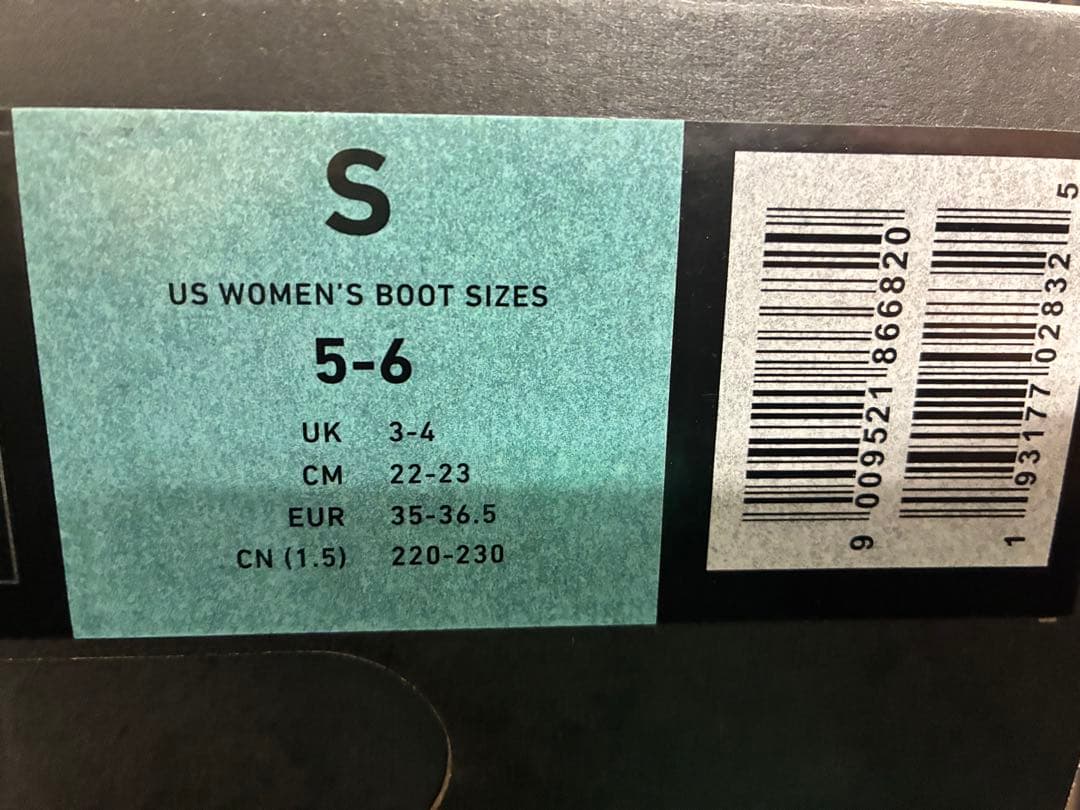 S
US WOMEN'S BOOT SIZES
5-6
UK 3-4
CM 22-23
EUR 35-36.5
CN (1.5) 220-230
9 009521 866820
1 93177 02832 5